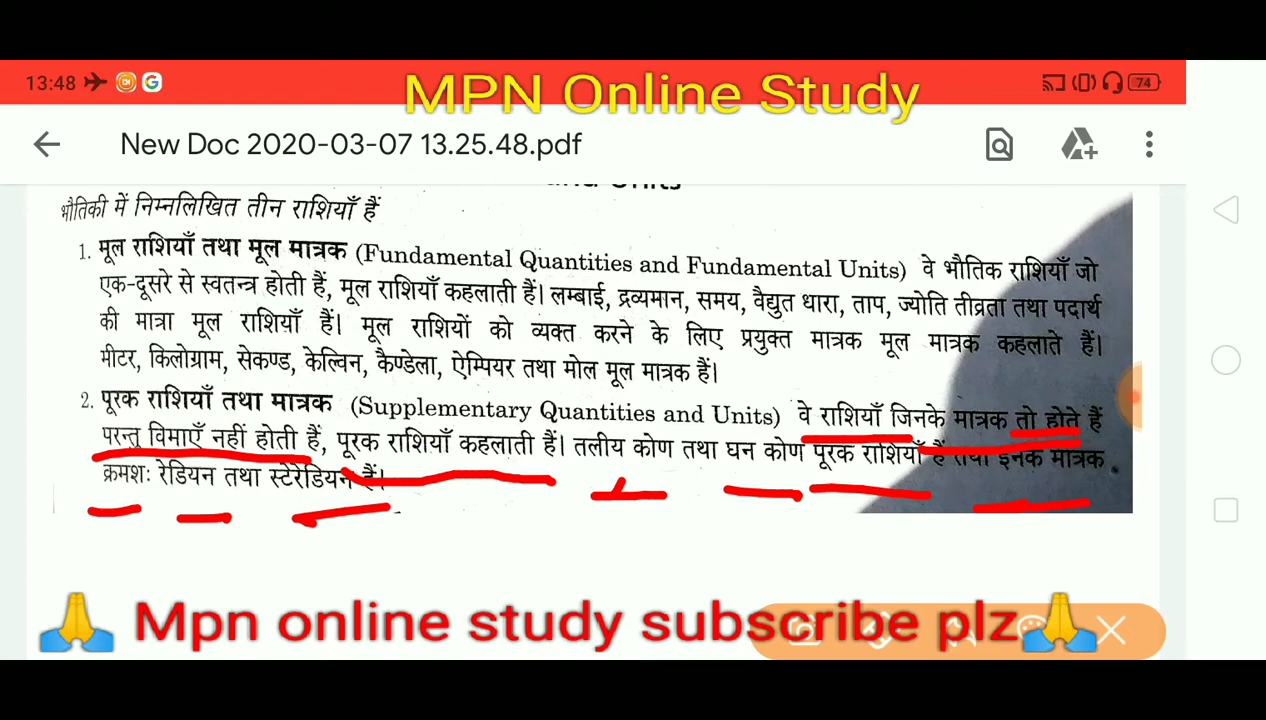 13:48
74
MPN Online Study
New Doc 2020-03-07 13.25.48.pdf
and Units
भौतिकी में निम्नलिखित तीन राशियाँ हैं
1. मूल राशियाँ तथा मूल मात्रक (Fundamental Quantities and Fundamental Units) वे भौतिक राशियाँ जो
एक-दूसरे से स्वतन्त्र होती हैं, मूल राशियाँ कहलाती हैं। लम्बाई, द्रव्यमान, समय, वैद्युत धारा, ताप, ज्योति तीव्रता तथा पदार्थ
की मात्रा मूल राशियाँ हैं। मूल राशियों को व्यक्त करने के लिए प्रयुक्त मात्रक मूल मात्रक कहलाते हैं।
मीटर, किलोग्राम, सेकण्ड, केल्विन, कैण्डेला, ऐम्पियर तथा मोल मूल मात्रक हैं।
2. पूरक राशियाँ तथा मात्रक (Supplementary Quantities and Units) वे राशियाँ जिनके मात्रक तो होते हैं
परन्तु विमाएँ नहीं होती हैं, पूरक राशियाँ कहलाती हैं। तलीय कोण तथा घन कोण पूरक राशियाँ हैं तथा इनके मात्रक
क्रमशः रेडियन तथा स्टेरेडियन हैं।
Mpn online study subscribe plz